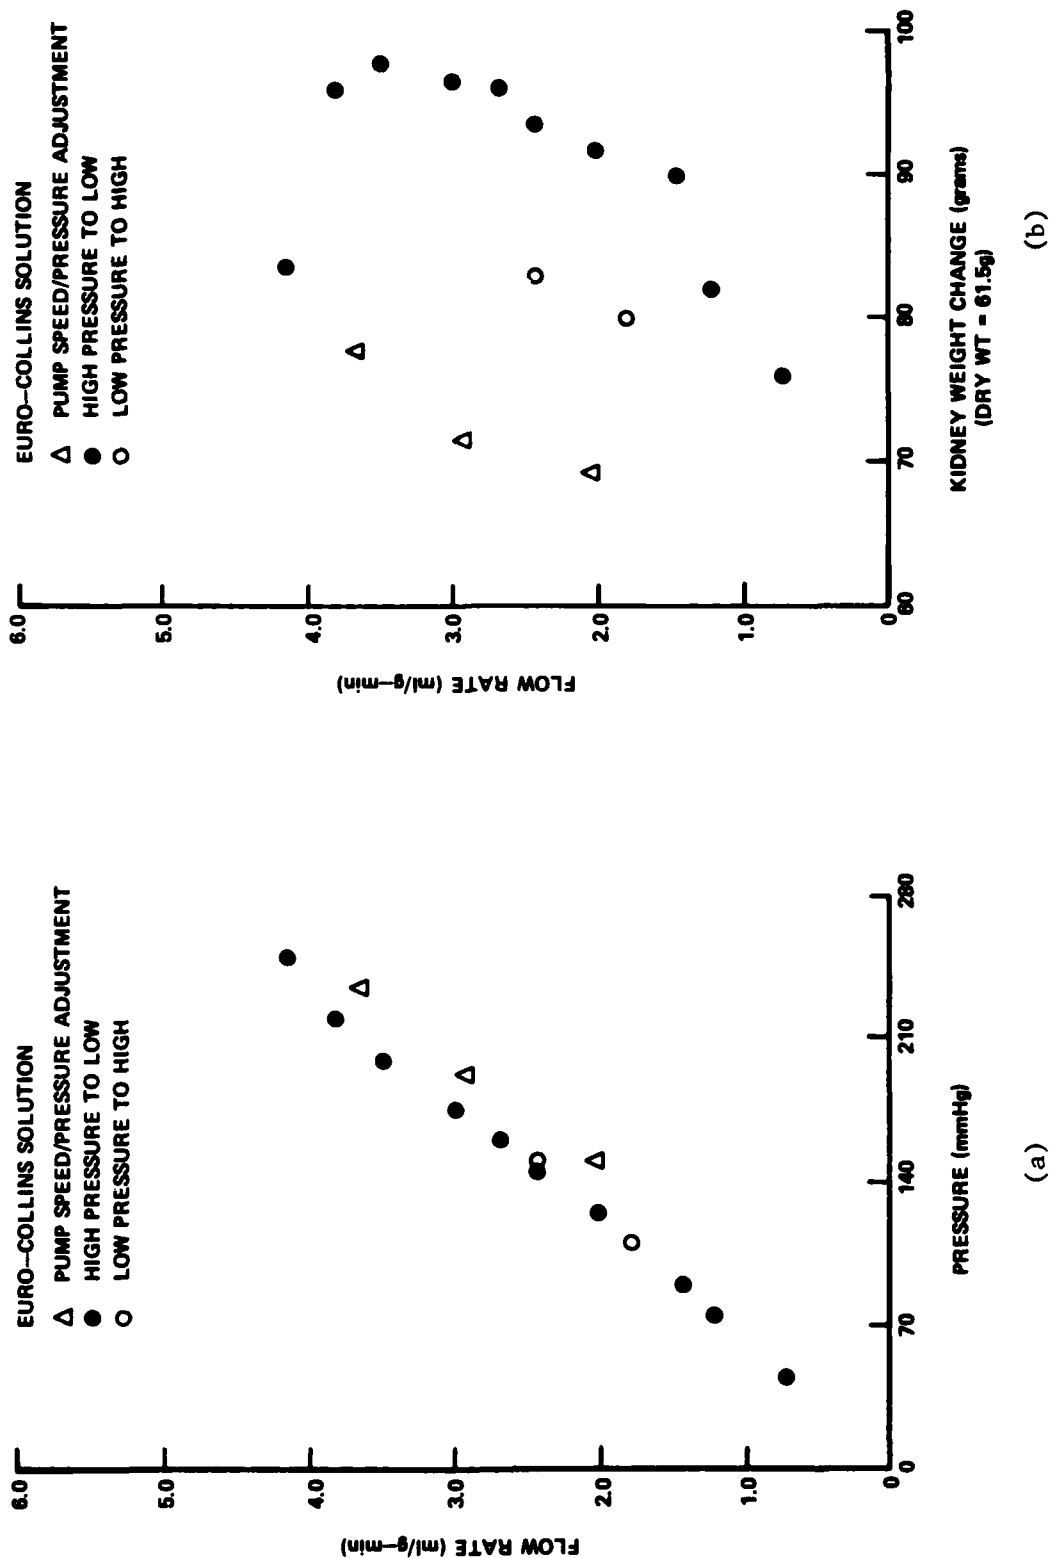 EURO-COLLINS SOLUTION
△ PUMP SPEED/PRESSURE ADJUSTMENT
● HIGH PRESSURE TO LOW
○ LOW PRESSURE TO HIGH
FLOW RATE (ml/g-min)
6.0
5.0
4.0
3.0
2.0
1.0
0
0 70 140 210 280
PRESSURE (mmHg)
(a)
EURO-COLLINS SOLUTION
△ PUMP SPEED/PRESSURE ADJUSTMENT
● HIGH PRESSURE TO LOW
○ LOW PRESSURE TO HIGH
FLOW RATE (ml/g-min)
6.0
5.0
4.0
3.0
2.0
1.0
0
60 70 80 90 100
KIDNEY WEIGHT CHANGE (grams)
(DRY WT = 61.5g)
(b)